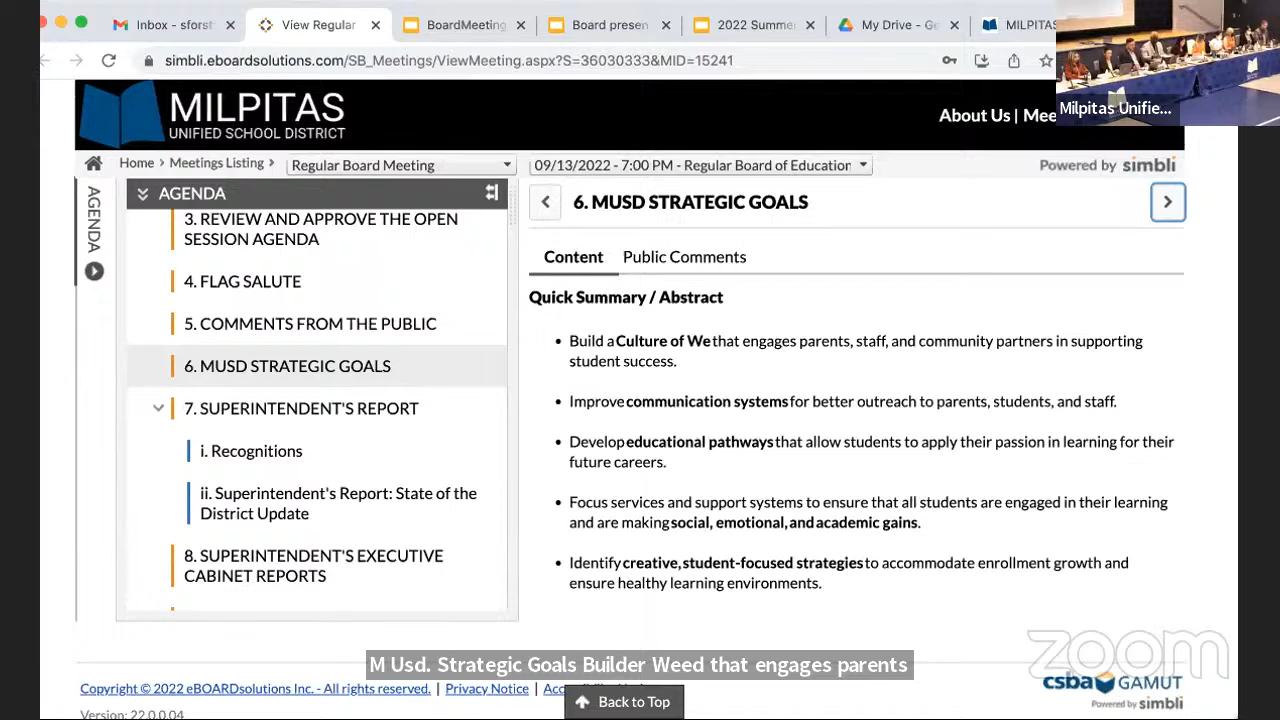 Inbox - sforst
View Regular
BoardMeeting
Board presen
2022 Summer
My Drive - Ge
MILPITAS
simbli.eboardsolutions.com/SB_Meetings/ViewMeeting.aspx?S=36030333&MID=15241
Milpitas Unifie...
MILPITAS
UNIFIED SCHOOL DISTRICT
About Us | Mee
Home > Meetings Listing >
Regular Board Meeting
09/13/2022 - 7:00 PM - Regular Board of Education
Powered by simbli
AGENDA
AGENDA
3. REVIEW AND APPROVE THE OPEN
SESSION AGENDA
4. FLAG SALUTE
5. COMMENTS FROM THE PUBLIC
6. MUSD STRATEGIC GOALS
7. SUPERINTENDENT'S REPORT
i. Recognitions
ii. Superintendent's Report: State of the
District Update
8. SUPERINTENDENT'S EXECUTIVE
CABINET REPORTS
6. MUSD STRATEGIC GOALS
Content
Public Comments
Quick Summary / Abstract
• Build a Culture of We that engages parents, staff, and community partners in supporting
student success.
• Improve communication systems for better outreach to parents, students, and staff.
• Develop educational pathways that allow students to apply their passion in learning for their
future careers.
• Focus services and support systems to ensure that all students are engaged in their learning
and are making social, emotional, and academic gains.
• Identify creative, student-focused strategies to accommodate enrollment growth and
ensure healthy learning environments.
zoom
M Usd. Strategic Goals Builder Weed that engages parents
Copyright © 2022 eBOARDsolutions Inc. - All rights reserved. | Privacy Notice |
Back to Top
csba GAMUT
Powered by simbli
Version: 22.0.0.04